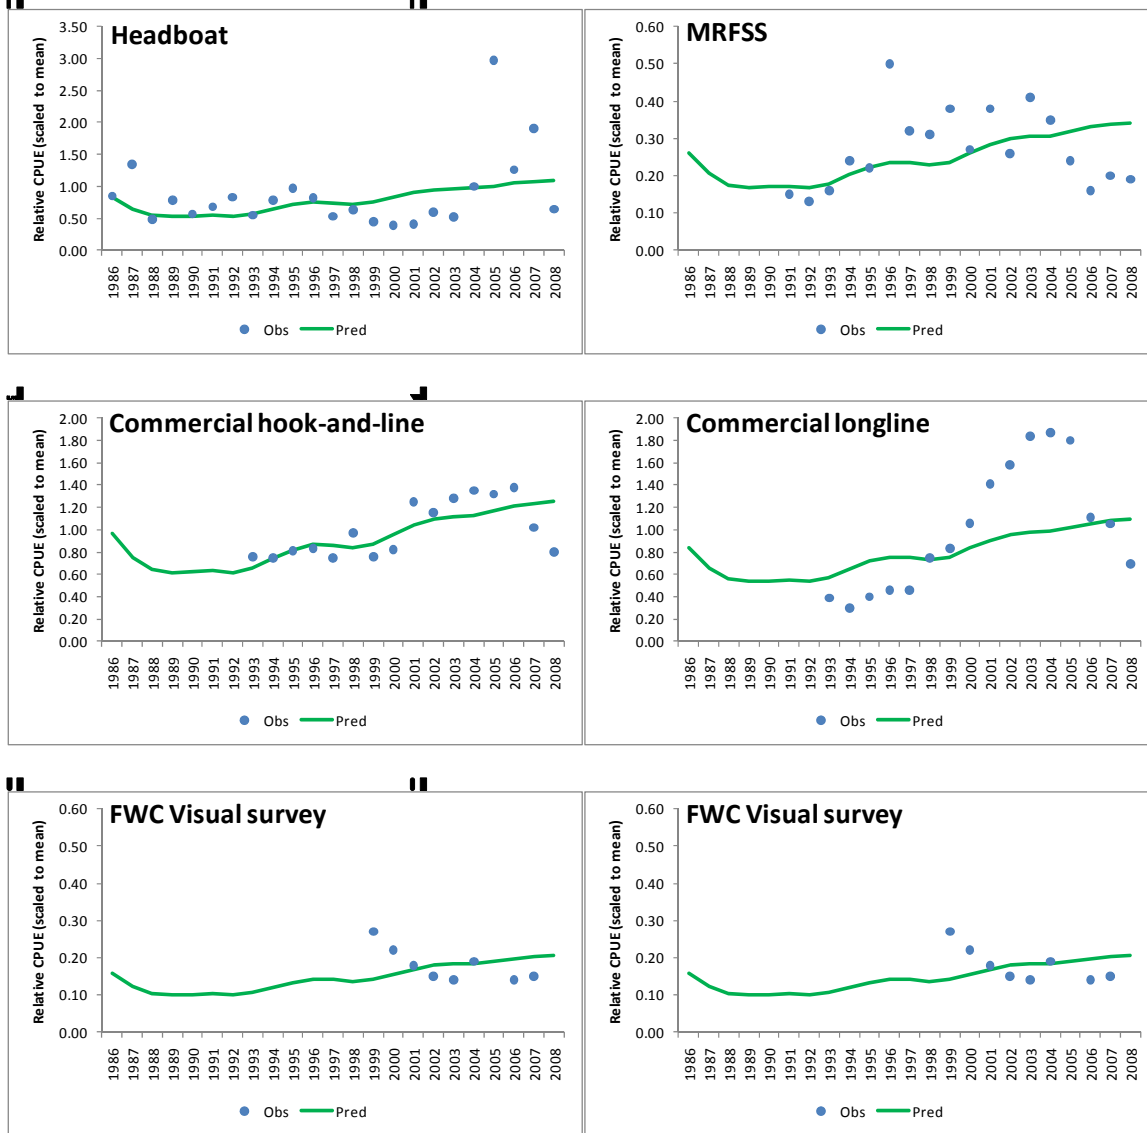 Headboat
Relative CPUE (scaled to mean)
3.50
3.00
2.50
2.00
1.50
1.00
0.50
0.00
1986 1987 1988 1989 1990 1991 1992 1993 1994 1995 1996 1997 1998 1999 2000 2001 2002 2003 2004 2005 2006 2007 2008
Obs Pred
MRFSS
Relative CPUE (scaled to mean)
0.60
0.50
0.40
0.30
0.20
0.10
0.00
1986 1987 1988 1989 1990 1991 1992 1993 1994 1995 1996 1997 1998 1999 2000 2001 2002 2003 2004 2005 2006 2007 2008
Obs Pred
Commercial hook-and-line
Relative CPUE (scaled to mean)
2.00
1.80
1.60
1.40
1.20
1.00
0.80
0.60
0.40
0.20
0.00
1986 1987 1988 1989 1990 1991 1992 1993 1994 1995 1996 1997 1998 1999 2000 2001 2002 2003 2004 2005 2006 2007 2008
Obs Pred
Commercial longline
Relative CPUE (scaled to mean)
2.00
1.80
1.60
1.40
1.20
1.00
0.80
0.60
0.40
0.20
0.00
1986 1987 1988 1989 1990 1991 1992 1993 1994 1995 1996 1997 1998 1999 2000 2001 2002 2003 2004 2005 2006 2007 2008
Obs Pred
FWC Visual survey
Relative CPUE (scaled to mean)
0.60
0.50
0.40
0.30
0.20
0.10
0.00
1986 1987 1988 1989 1990 1991 1992 1993 1994 1995 1996 1997 1998 1999 2000 2001 2002 2003 2004 2005 2006 2007 2008
Obs Pred
FWC Visual survey
Relative CPUE (scaled to mean)
0.60
0.50
0.40
0.30
0.20
0.10
0.00
1986 1987 1988 1989 1990 1991 1992 1993 1994 1995 1996 1997 1998 1999 2000 2001 2002 2003 2004 2005 2006 2007 2008
Obs Pred